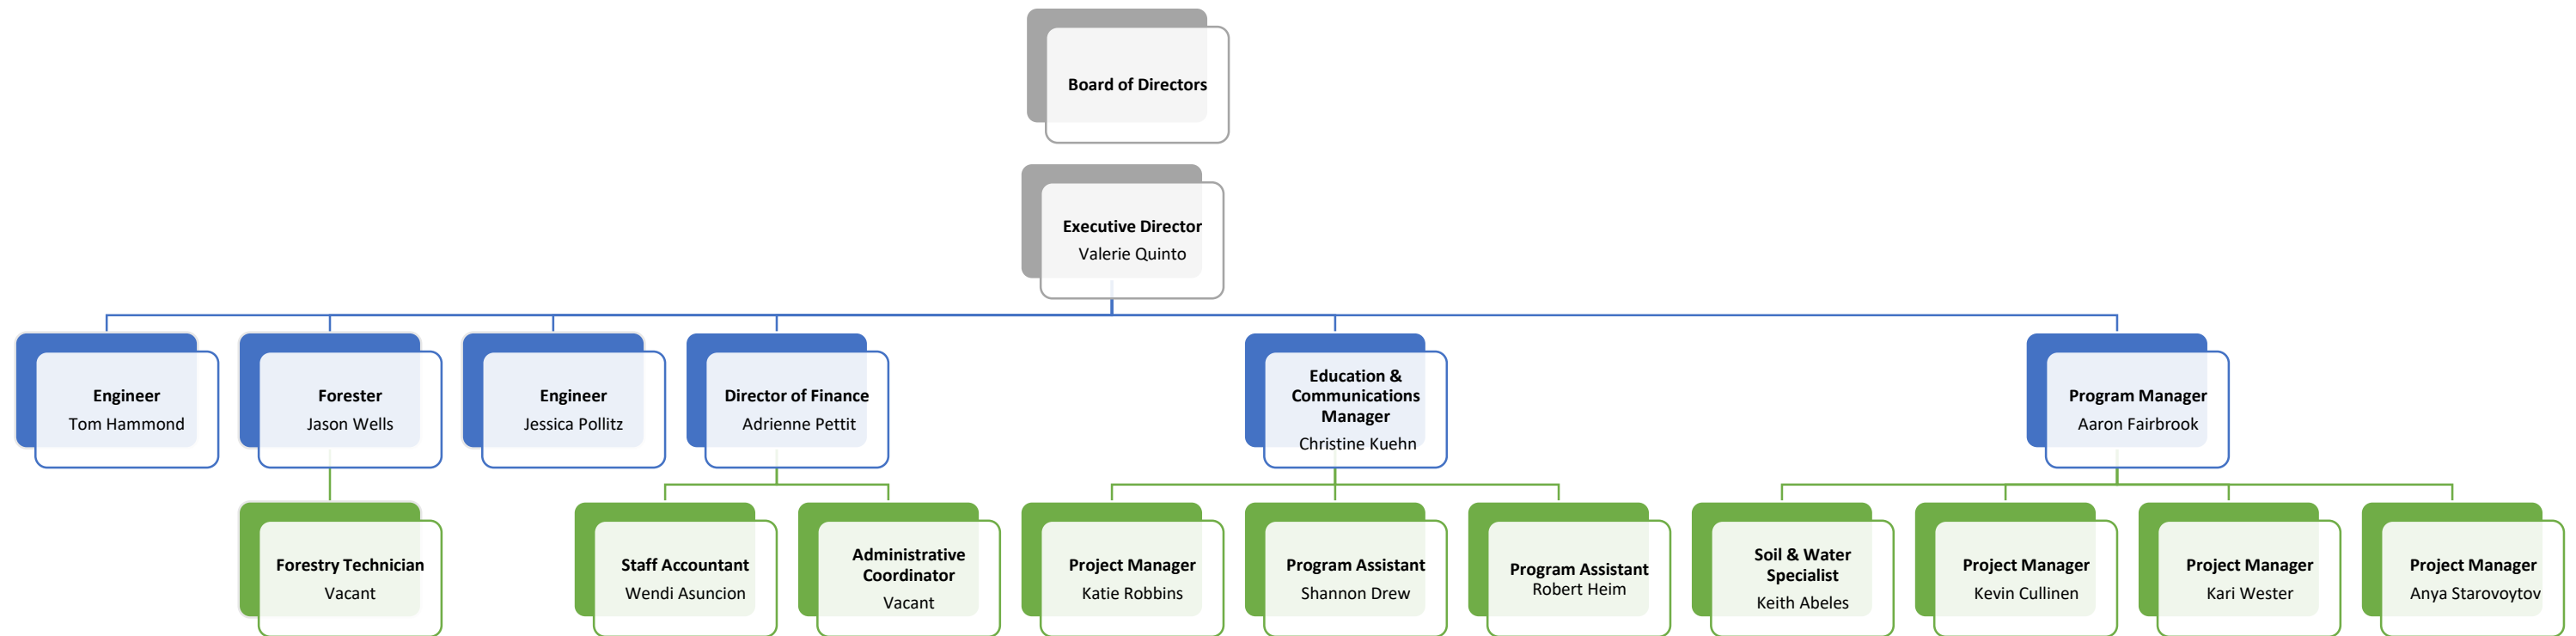 Board of Directors
Executive Director
Valerie Quinto
Engineer
Tom Hammond
Forester
Jason Wells
Engineer
Jessica Pollitz
Director of Finance
Adrienne Pettit
Education &
Communications
Manager
Christine Kuehn
Program Manager
Aaron Fairbrook
Forestry Technician
Vacant
Staff Accountant
Wendi Asuncion
Administrative
Coordinator
Vacant
Project Manager
Katie Robbins
Program Assistant
Shannon Drew
Program Assistant
Robert Heim
Soil & Water
Specialist
Keith Abeles
Project Manager
Kevin Cullinen
Project Manager
Kari Wester
Project Manager
Anya Starovoytov